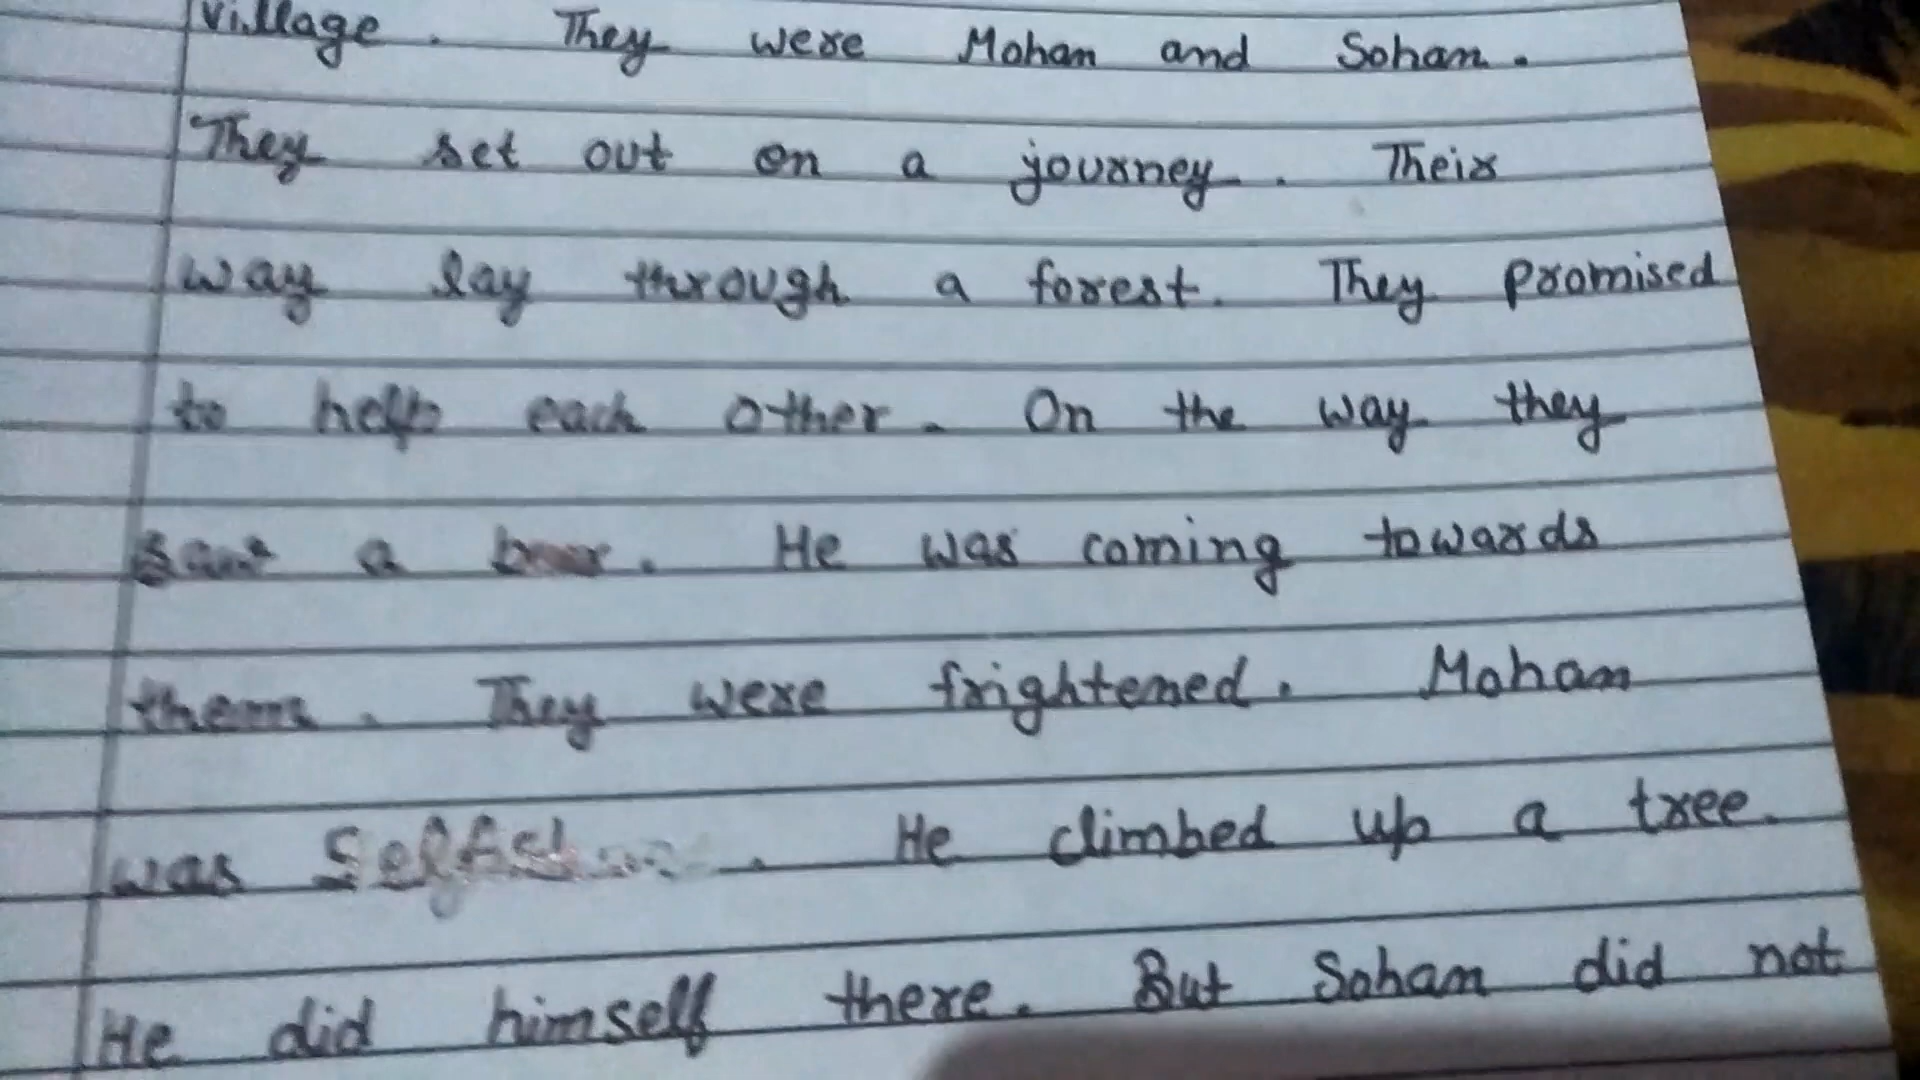 village. They were Mohan and Sohan.
They set out on a journey. Their
way lay through a forest. They promised
to help each other. On the way they
a He was coming towards
them. They were frightened. Mohan
was Selfish. He climbed up a tree.
He did himself there. But Sohan did not